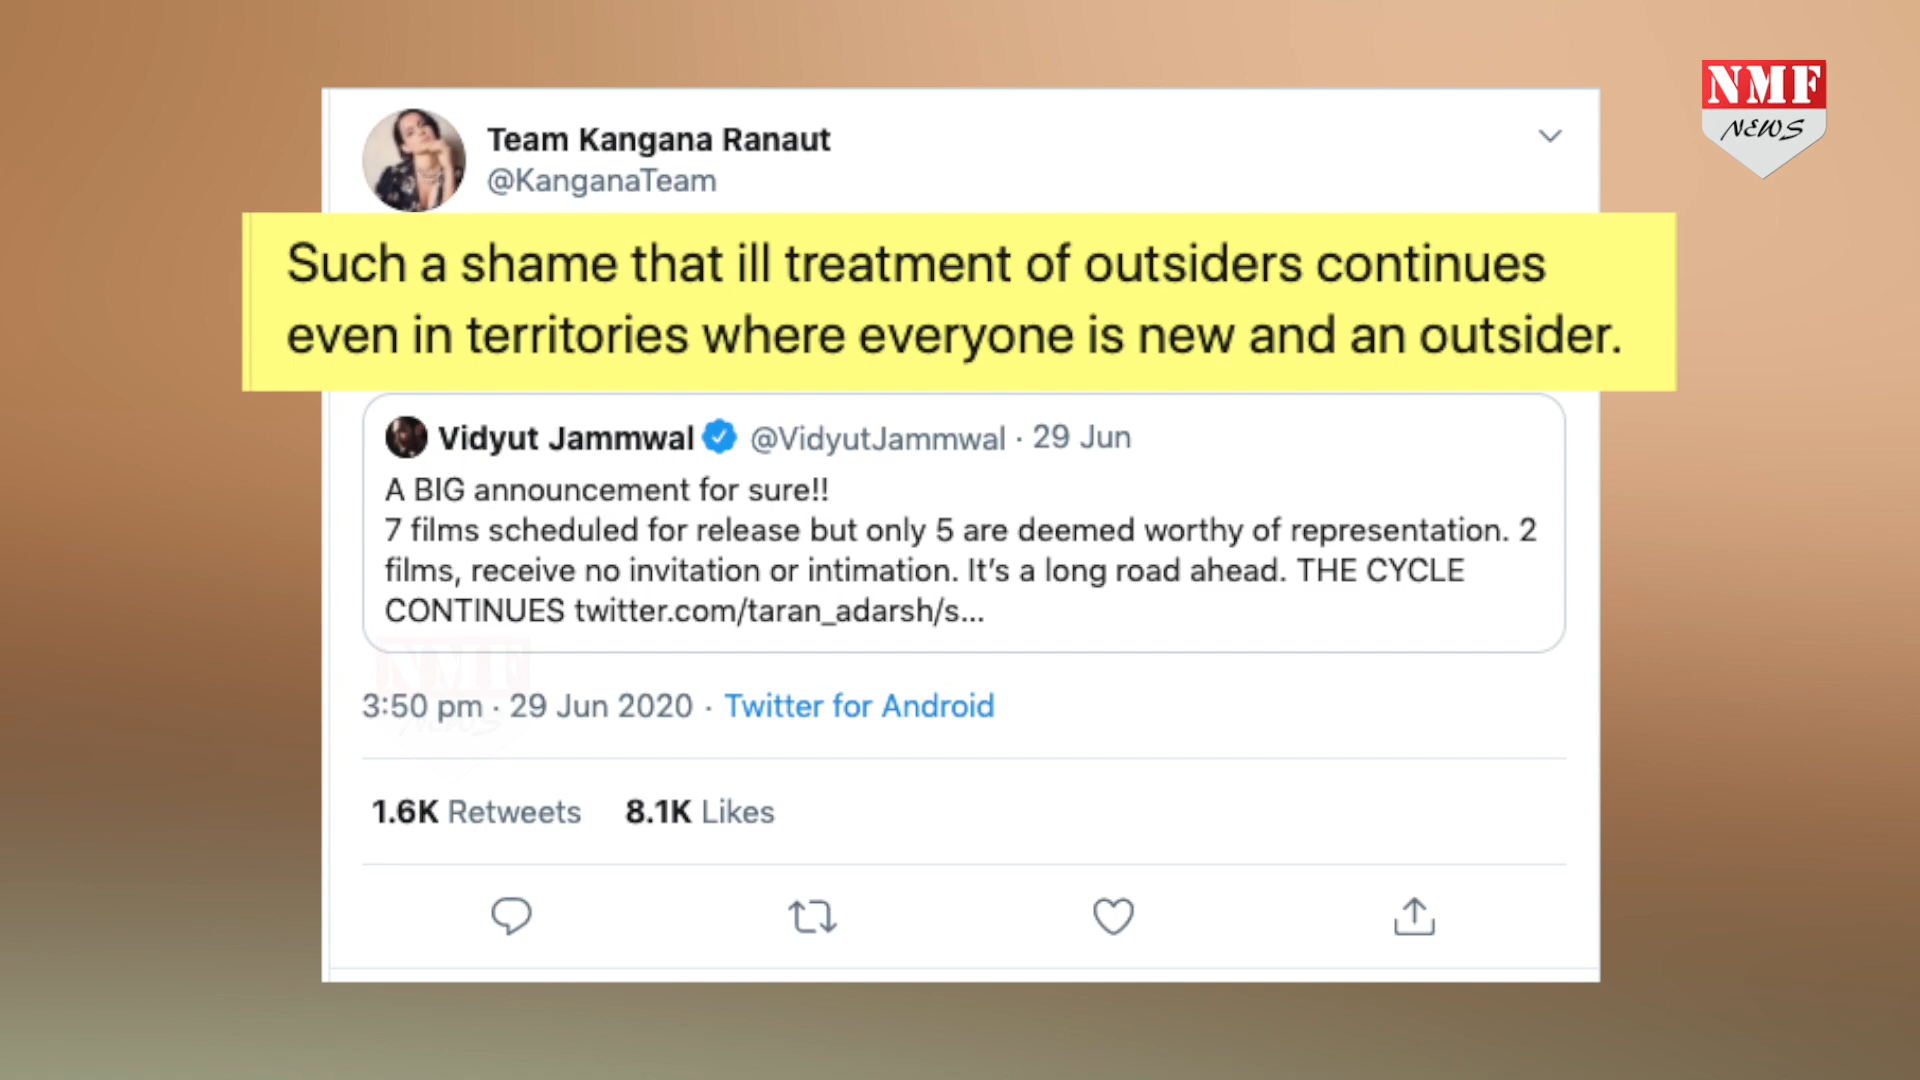 NMF
NEWS
Team Kangana Ranaut
@KanganaTeam
Such a shame that ill treatment of outsiders continues
even in territories where everyone is new and an outsider.
Vidyut Jammwal @VidyutJammwal · 29 Jun
A BIG announcement for sure!!
7 films scheduled for release but only 5 are deemed worthy of representation. 2
films, receive no invitation or intimation. It's a long road ahead. THE CYCLE
CONTINUES twitter.com/taran_adarsh/s...
NMF
NEWS
3:50 pm · 29 Jun 2020 · Twitter for Android
1.6K Retweets 8.1K Likes